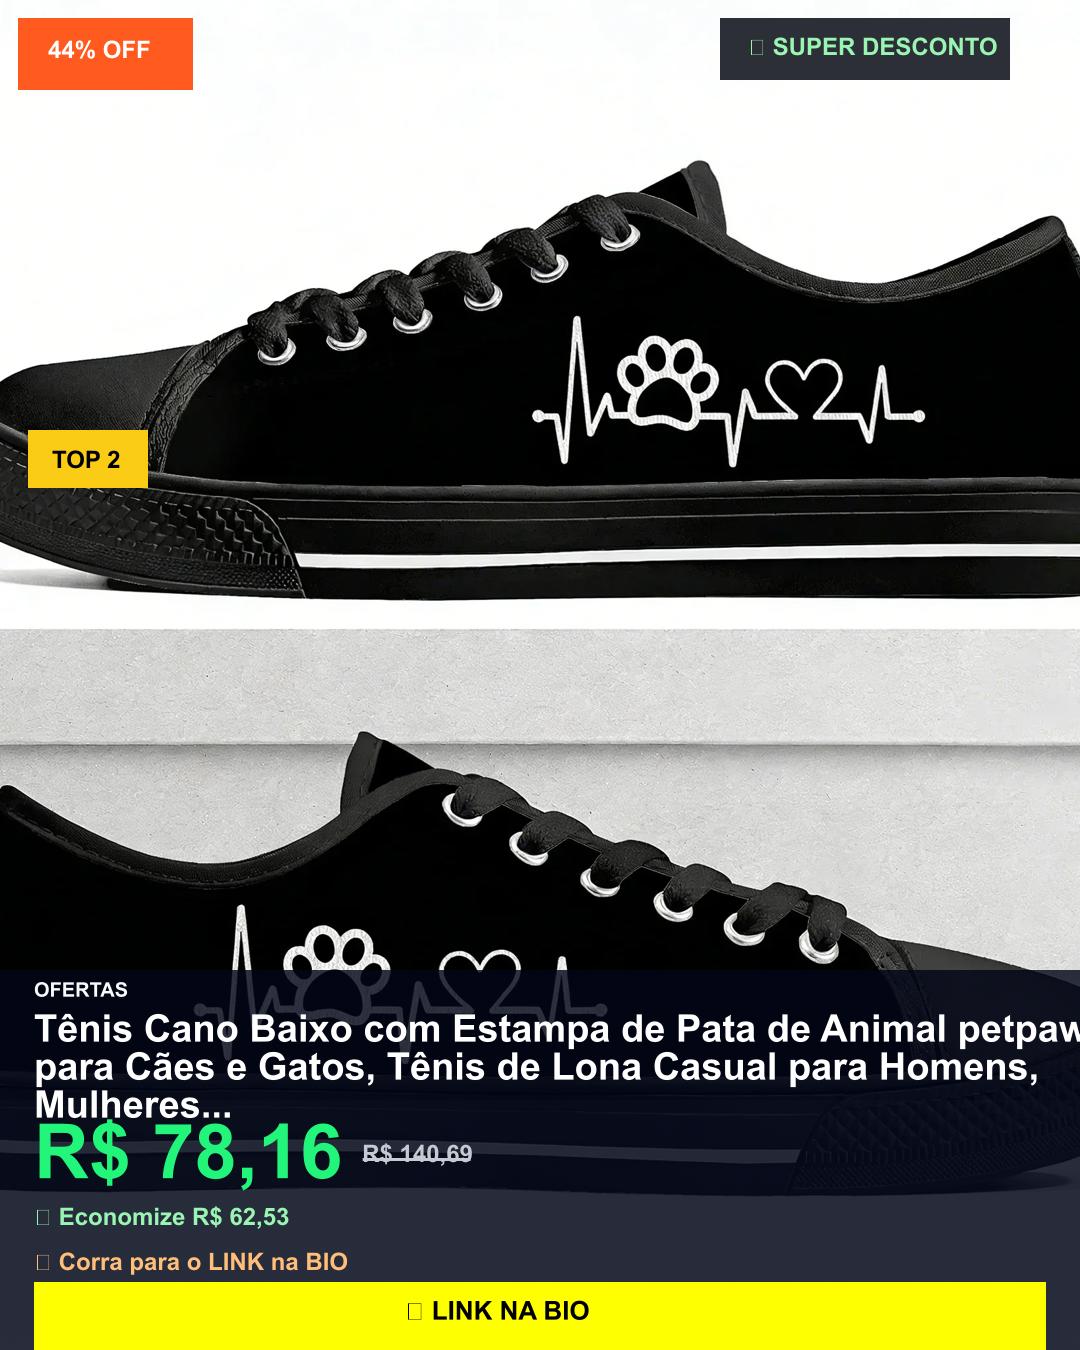 44% OFF
SUPER DESCONTO
TOP 2
OFERTAS
Tênis Cano Baixo com Estampa de Pata de Animal petpaw
para Cães e Gatos, Tênis de Lona Casual para Homens,
Mulheres...
R$ 78,16 R$ 140,69
Economize R$ 62,53
Corra para o LINK na BIO
LINK NA BIO